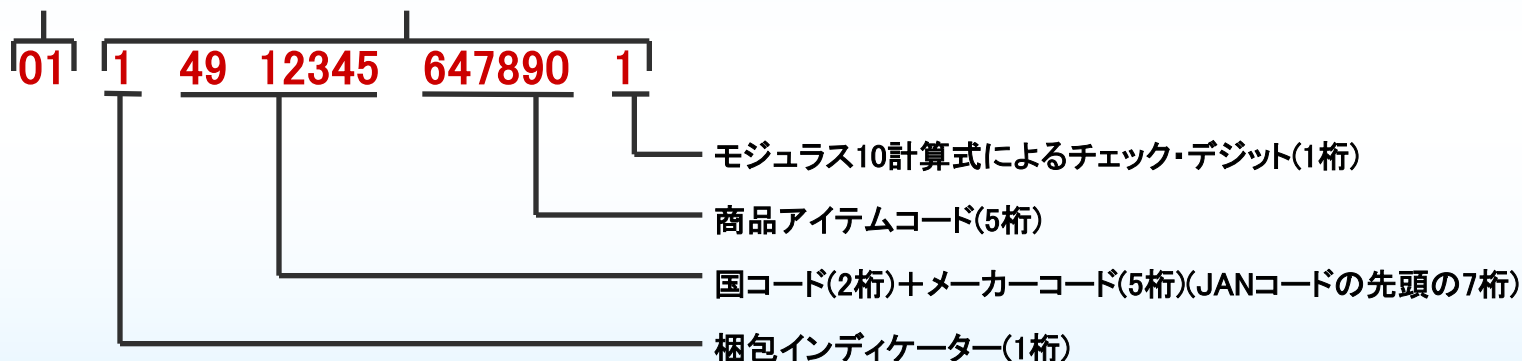 01 1 49 12345 647890 1
モジュラス10計算式によるチェック・デジット(1桁)
商品アイテムコード(5桁)
国コード(2桁)＋メーカーコード(5桁)(JANコードの先頭の7桁)
梱包インディケーター(1桁)